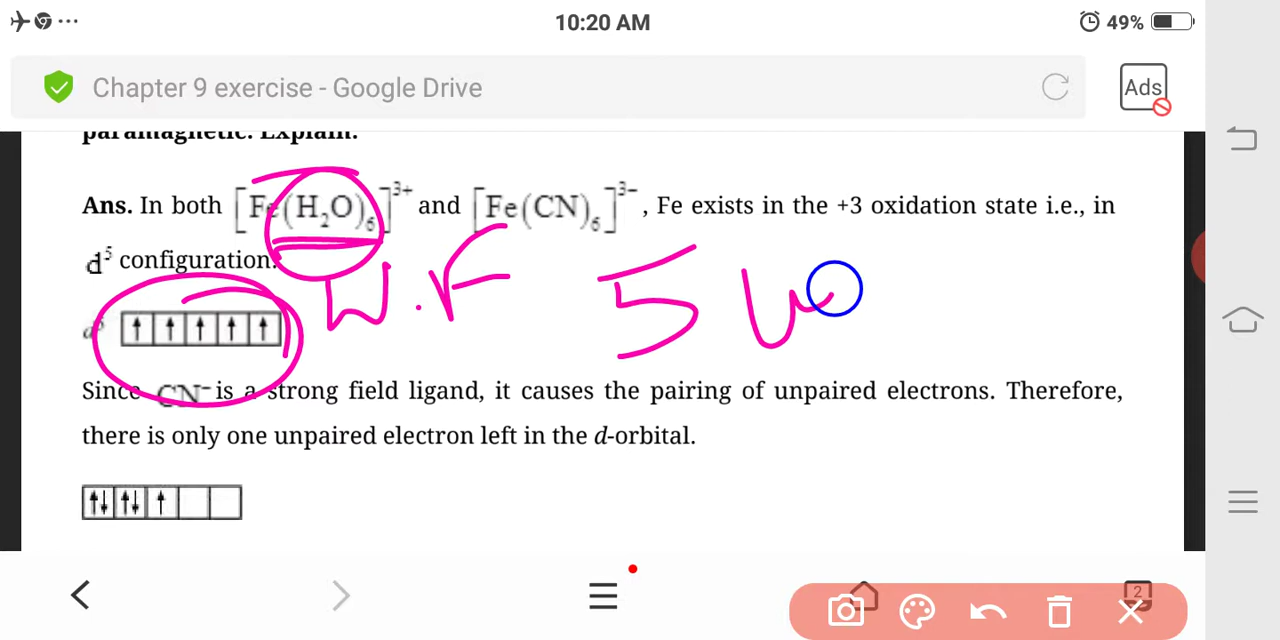 10:20 AM
49%
Chapter 9 exercise - Google Drive
Ads
paramagnetic. Explain.
Ans. In both [Fe(H₂O)₆]³⁺ and [Fe(CN)₆]³⁻, Fe exists in the +3 oxidation state i.e., in
d⁵ configuration.
W.F 5 U
d⁵ ↑ ↑ ↑ ↑ ↑
Since CN⁻ is a strong field ligand, it causes the pairing of unpaired electrons. Therefore,
there is only one unpaired electron left in the d-orbital.
↑↓ ↑↓ ↑
2